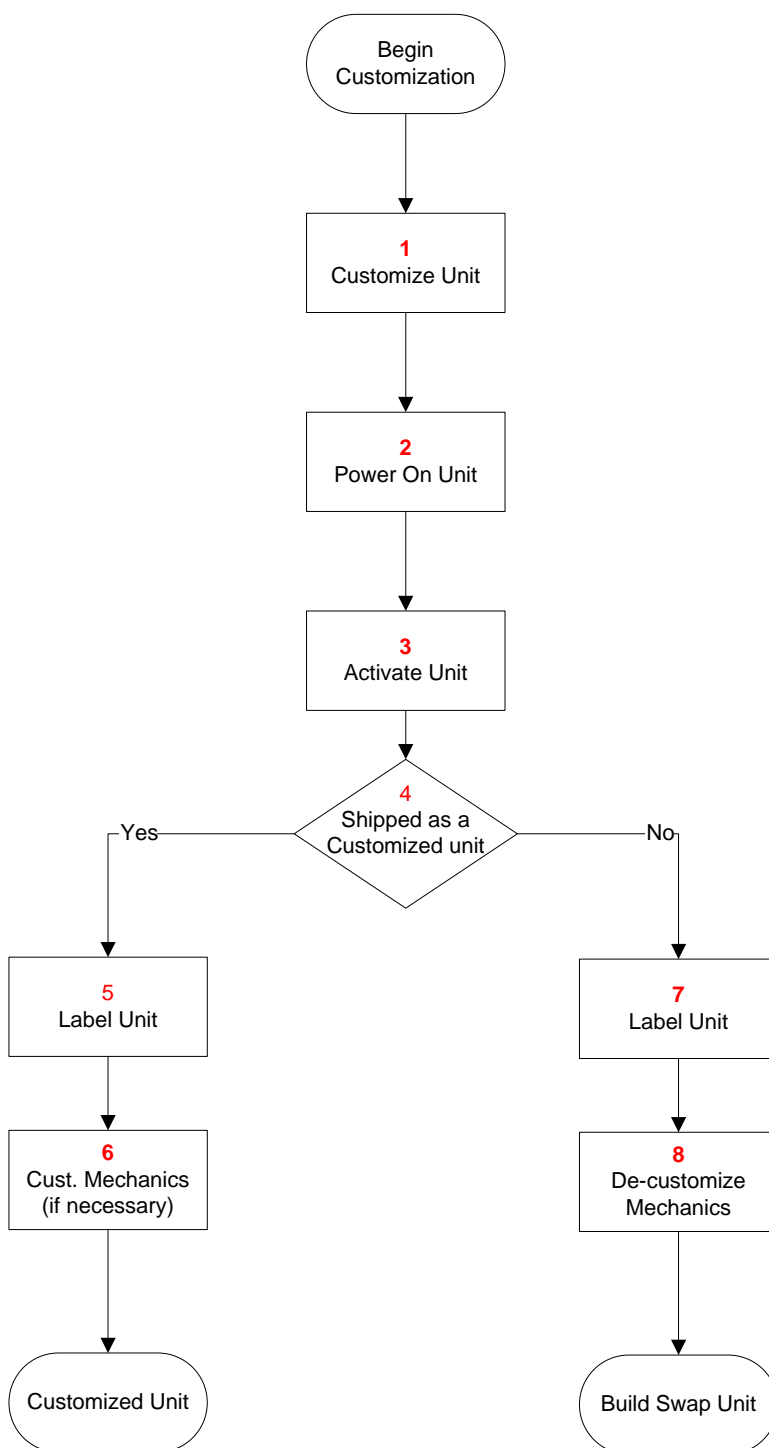 Begin
Customization
1
Customize Unit
2
Power On Unit
3
Activate Unit
4
Shipped as a
Customized unit
Yes
No
5
Label Unit
7
Label Unit
6
Cust. Mechanics
(if necessary)
8
De-customize
Mechanics
Customized Unit
Build Swap Unit